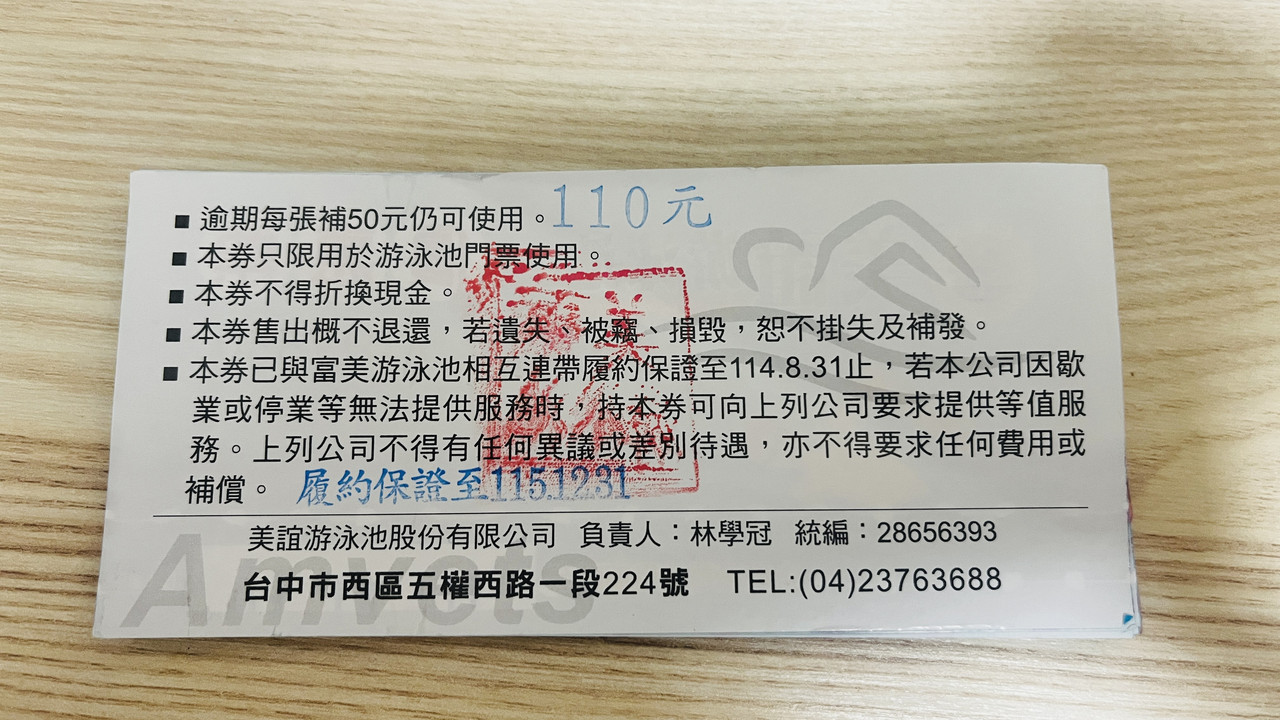 ■ 逾期每張補50元仍可使用。110元
■ 本券只限用於游泳池門票使用。
■ 本券不得折換現金。
■ 本券售出概不退還，若遺失、被竊、損毀，恕不掛失及補發。
■ 本券已與富美游泳池相互連帶履約保證至114.8.31止，若本公司因歇
業或停業等無法提供服務時，持本券可向上列公司要求提供等值服
務。上列公司不得有任何異議或差別待遇，亦不得要求任何費用或
補償。 履約保證至115.12.31
美誼游泳池股份有限公司 負責人：林學冠 統編：28656393
台中市西區五權西路一段224號 TEL:(04)23763688
Amvets